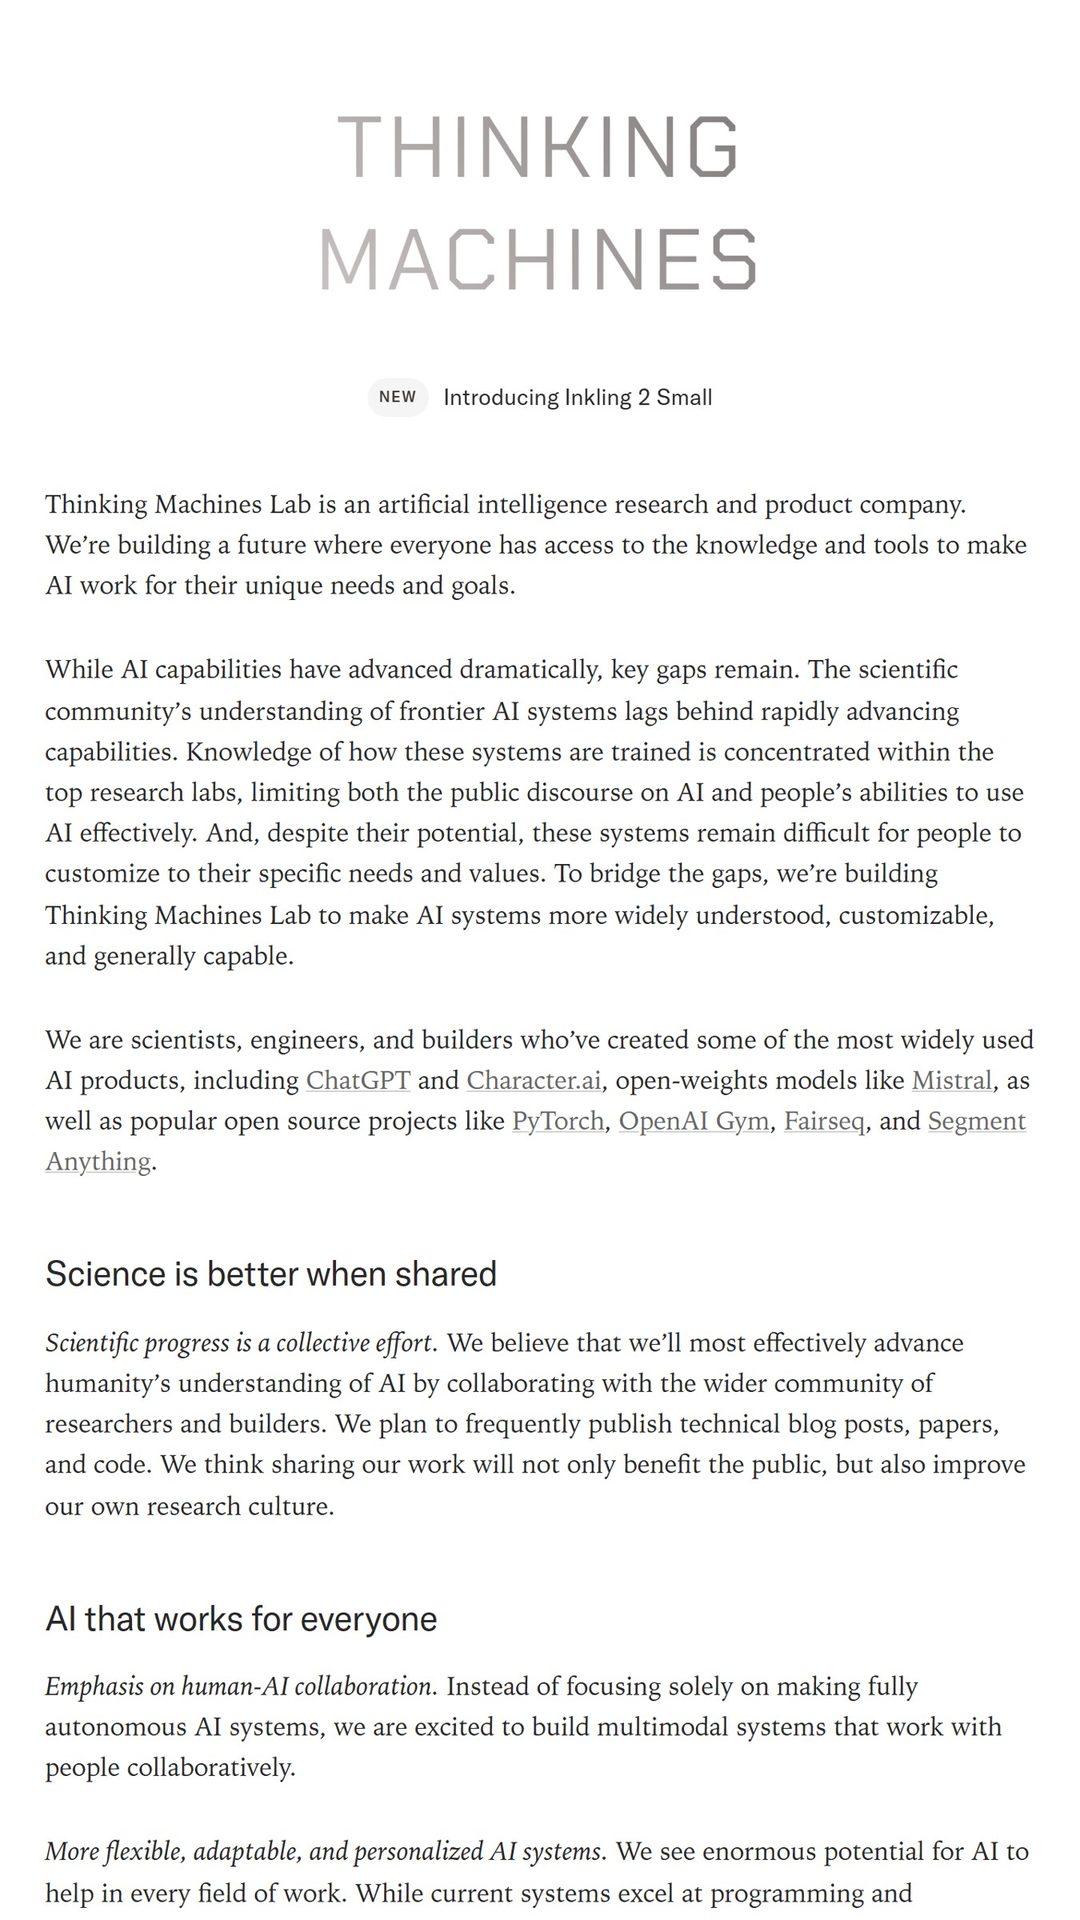 THINKING
MACHINES
NEW Introducing Inkling 2 Small
Thinking Machines Lab is an artificial intelligence research and product company.
We’re building a future where everyone has access to the knowledge and tools to make
AI work for their unique needs and goals.
While AI capabilities have advanced dramatically, key gaps remain. The scientific
community’s understanding of frontier AI systems lags behind rapidly advancing
capabilities. Knowledge of how these systems are trained is concentrated within the
top research labs, limiting both the public discourse on AI and people’s abilities to use
AI effectively. And, despite their potential, these systems remain difficult for people to
customize to their specific needs and values. To bridge the gaps, we’re building
Thinking Machines Lab to make AI systems more widely understood, customizable,
and generally capable.
We are scientists, engineers, and builders who’ve created some of the most widely used
AI products, including ChatGPT and Character.ai, open-weights models like Mistral, as
well as popular open source projects like PyTorch, OpenAI Gym, Fairseq, and Segment
Anything.
Science is better when shared
Scientific progress is a collective effort. We believe that we’ll most effectively advance
humanity’s understanding of AI by collaborating with the wider community of
researchers and builders. We plan to frequently publish technical blog posts, papers,
and code. We think sharing our work will not only benefit the public, but also improve
our own research culture.
AI that works for everyone
Emphasis on human-AI collaboration. Instead of focusing solely on making fully
autonomous AI systems, we are excited to build multimodal systems that work with
people collaboratively.
More flexible, adaptable, and personalized AI systems. We see enormous potential for AI to
help in every field of work. While current systems excel at programming and